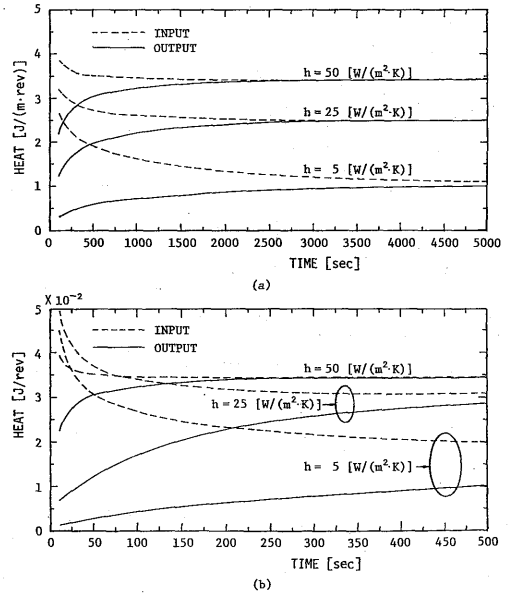 5
4
3
2
1
0
HEAT [J/(m·rev)]
INPUT
OUTPUT
h = 50 [W/(m²·K)]
h = 25 [W/(m²·K)]
h = 5 [W/(m²·K)]
0 500 1000 1500 2000 2500 3000 3500 4000 4500 5000
TIME [sec]
(a)
X 10⁻²
5
4
3
2
1
0
HEAT [J/rev]
INPUT
OUTPUT
h = 50 [W/(m²·K)]
h = 25 [W/(m²·K)]
h = 5 [W/(m²·K)]
0 50 100 150 200 250 300 350 400 450 500
TIME [sec]
(b)